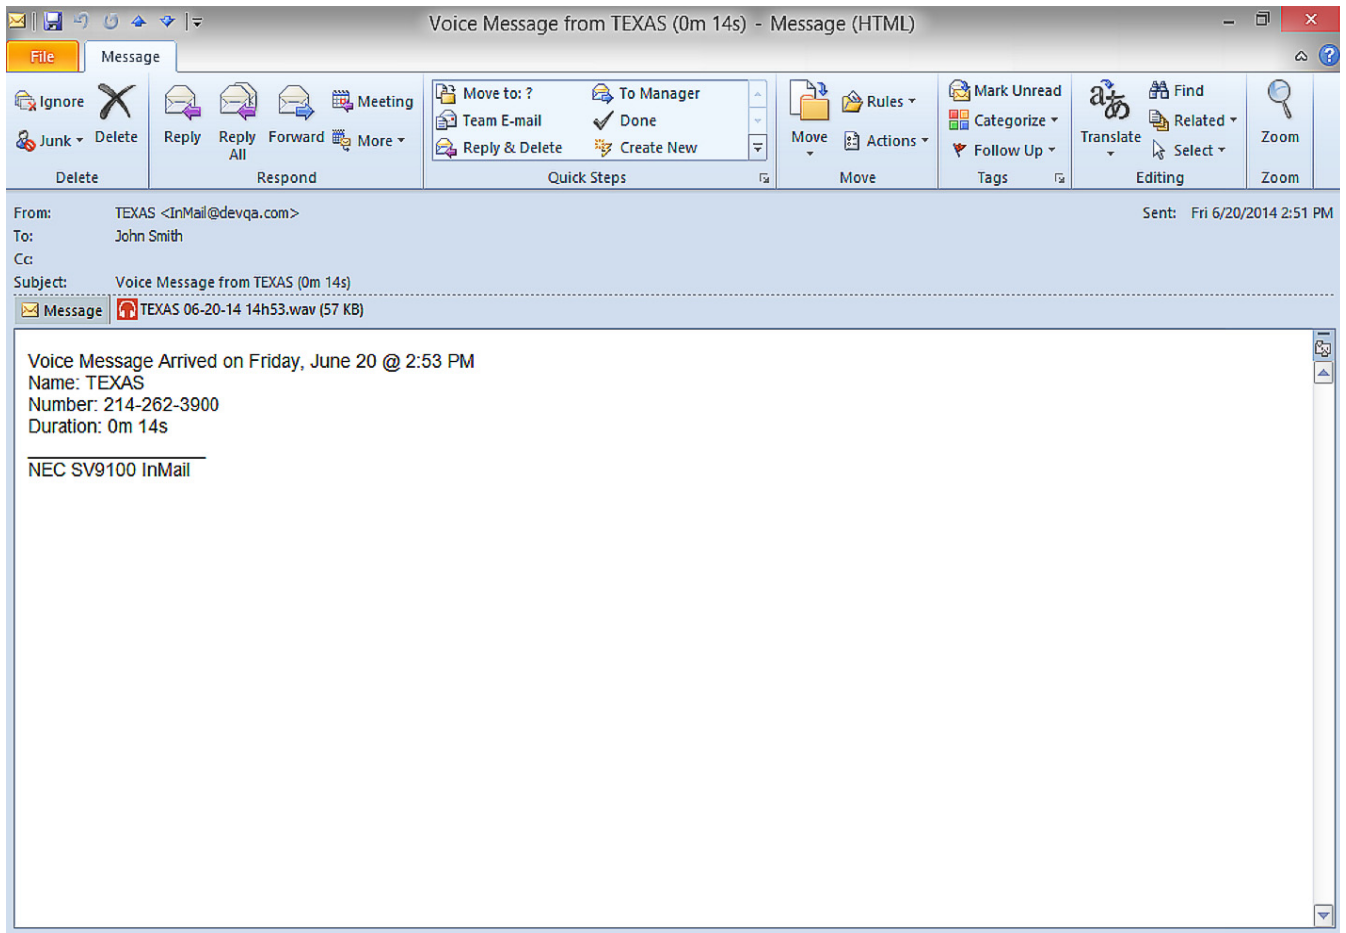 Voice Message from TEXAS (0m 14s) - Message (HTML)
File Message
Ignore
Junk
Delete
Delete
Reply
Reply All
Forward
Meeting
More
Respond
Move to: ?
To Manager
Team E-mail
Done
Reply & Delete
Create New
Quick Steps
Move
Rules
Actions
Move
Mark Unread
Categorize
Follow Up
Tags
Translate
Find
Related
Select
Editing
Zoom
Zoom
From: TEXAS <InMail@devqa.com> Sent: Fri 6/20/2014 2:51 PM
To: John Smith
Cc:
Subject: Voice Message from TEXAS (0m 14s)
Message TEXAS 06-20-14 14h53.wav (57 KB)
Voice Message Arrived on Friday, June 20 @ 2:53 PM
Name: TEXAS
Number: 214-262-3900
Duration: 0m 14s
NEC SV9100 InMail